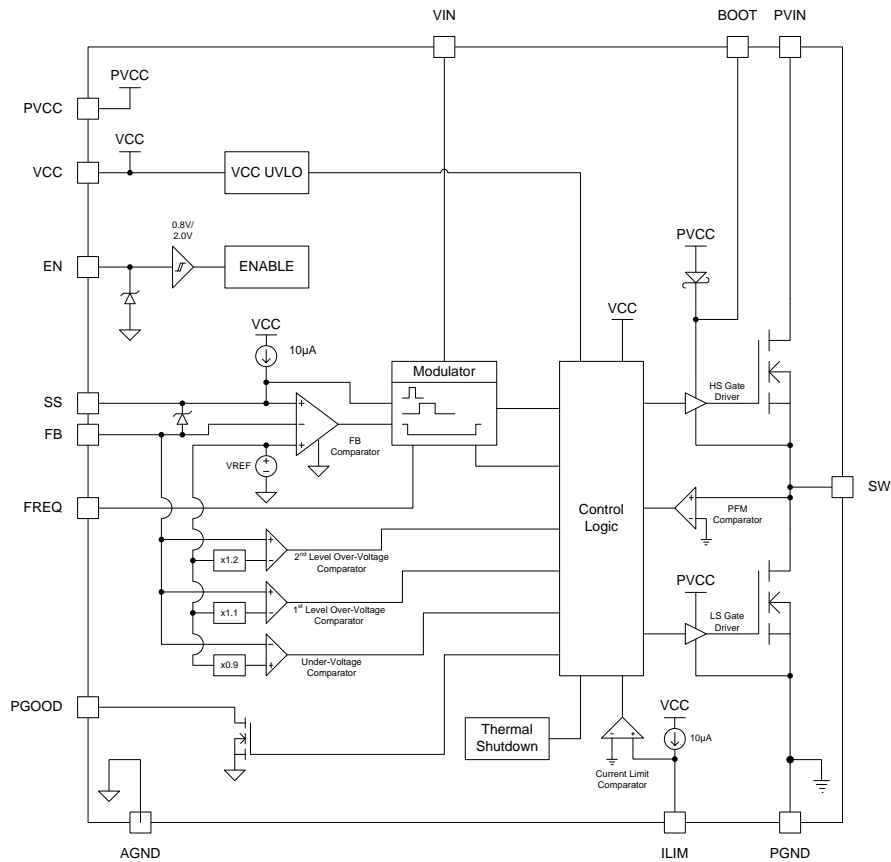 VIN
BOOT
PVIN
PVCC
PVCC
VCC
VCC
VCC UVLO
0.8V/
2.0V
EN
ENABLE
PVCC
VCC
10µA
VCC
Modulator
SS
FB
FB
Comparator
HS Gate
Driver
VREF
FREQ
SW
Control
Logic
PFM
Comparator
x1.2
2nd Level Over-Voltage
Comparator
x1.1
1st Level Over-Voltage
Comparator
PVCC
LS Gate
Driver
x0.9
Under-Voltage
Comparator
PGOOD
VCC
10µA
Thermal
Shutdown
Current Limit
Comparator
AGND
ILIM
PGND